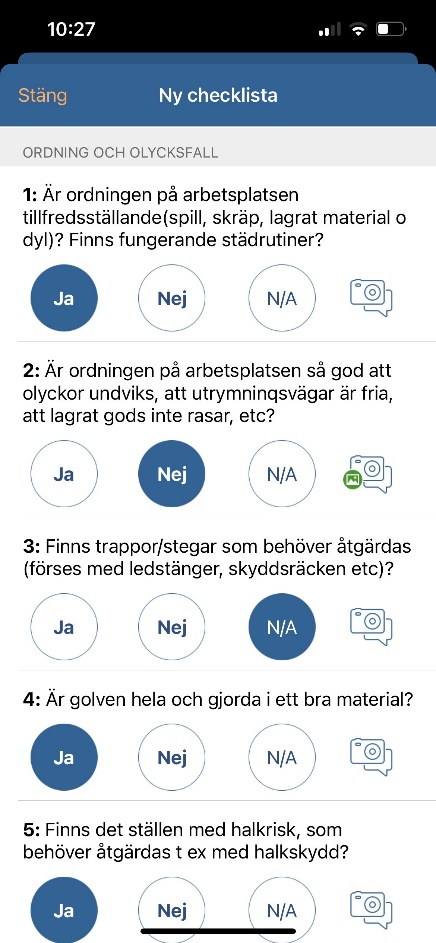 10:27
Stäng
Ny checklista
ORDNING OCH OLYCKSFALL
1: Är ordningen på arbetsplatsen
tillfredsställande(spill, skräp, lagrat material o
dyl)? Finns fungerande städrutiner?
Ja Nej N/A
2: Är ordningen på arbetsplatsen så god att
olyckor undviks, att utrymninqsvägar är fria,
att lagrat gods inte rasar, etc?
Ja Nej N/A
3: Finns trappor/stegar som behöver åtgärdas
(förses med ledstänger, skyddsräcken etc)?
Ja Nej N/A
4: Är golven hela och gjorda i ett bra material?
Ja Nej N/A
5: Finns det ställen med halkrisk, som
behöver åtgärdas t ex med halkskydd?
Ja Nej N/A